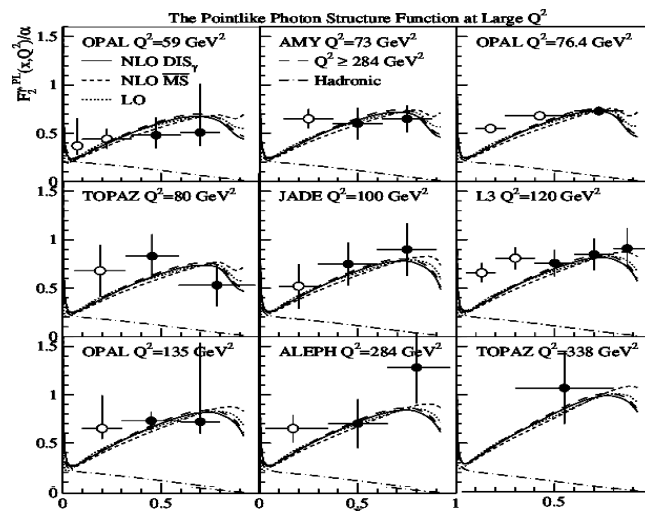 The Pointlike Photon Structure Function at Large Q²
F₂^γ,PL(x,Q²)/α
OPAL Q²=59 GeV²
NLO DISγ
NLO M̅S̅
LO
AMY Q²=73 GeV²
Q² ≥ 284 GeV²
Hadronic
OPAL Q²=76.4
1.5
1
0.5
0
TOPAZ Q²=80 GeV²
JADE Q²=100 GeV²
L3 Q²=120 GeV²
1.5
1
0.5
0
OPAL Q²=135 GeV²
ALEPH Q²=284 GeV²
TOPAZ Q²=338 GeV²
1.5
1
0.5
0
0 0.5 0 0.5 1 0.5